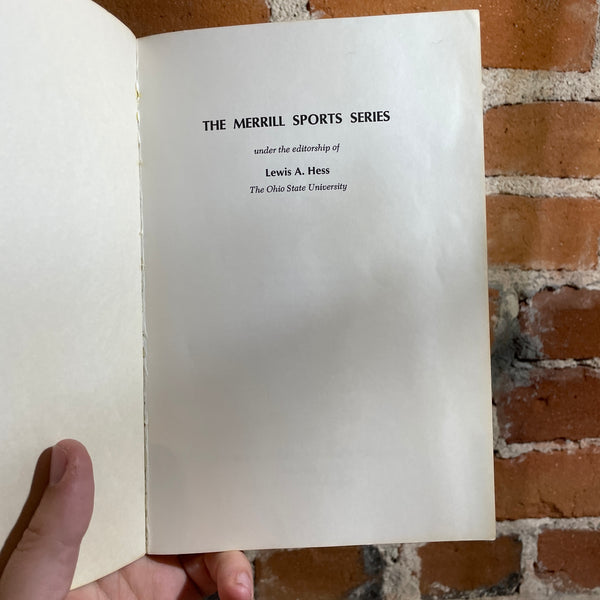 THE MERRILL SPORTS SERIES
under the editorship of
Lewis A. Hess
The Ohio State University